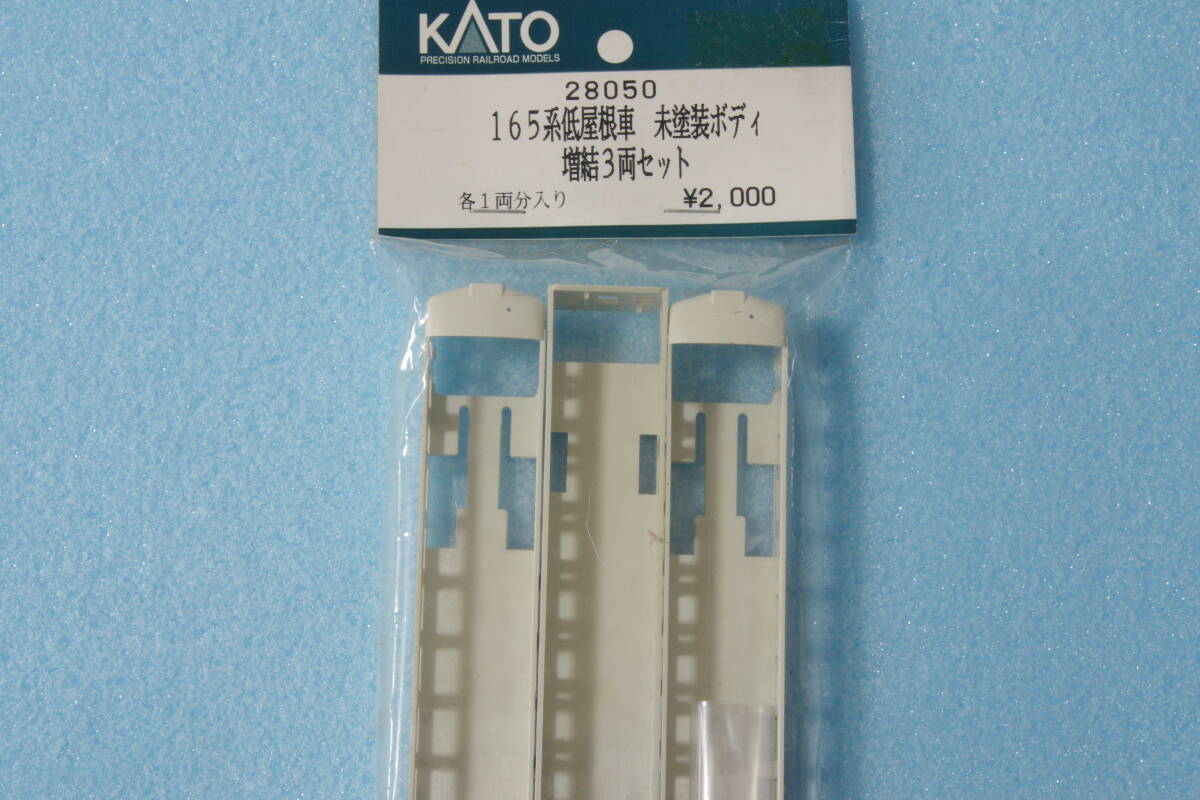 KATO
PRECISION RAILROAD MODELS
28050
165系低屋根車　未塗装ボディ
増結3両セット
各1両分入り　¥2,000